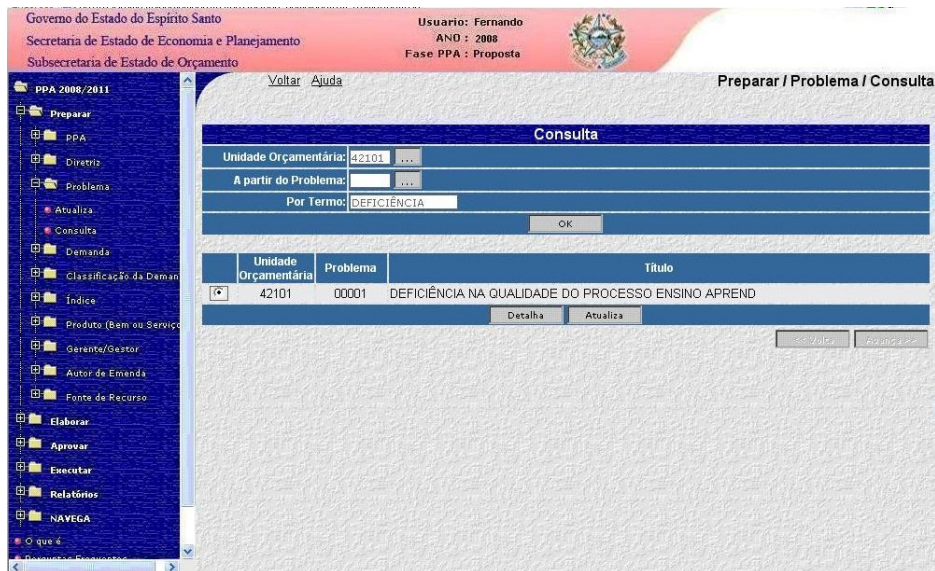 Governo do Estado do Espírito Santo
Secretaria de Estado de Economia e Planejamento
Subsecretaria de Estado de Orçamento
Usuario: Fernando
ANO : 2008
Fase PPA : Proposta
PPA 2008/2011
Preparar
PPA
Diretriz
Problema
Atualiza
Consulta
Demanda
Classificação da Deman
Índice
Produto (Bem ou Serviço
Gerente/Gestor
Autor de Emenda
Fonte de Recurso
Elaborar
Aprovar
Executar
Relatórios
NAVEGA
O que é
Perguntas Frequentes
Voltar Ajuda
Preparar / Problema / Consulta
Consulta
Unidade Orçamentária: 42101 ...
A partir do Problema: ...
Por Termo: DEFICIÊNCIA
OK
Unidade Orçamentária Problema Título
42101 00001 DEFICIÊNCIA NA QUALIDADE DO PROCESSO ENSINO APREND
Detalha Atualiza
<< Volta Avança >>